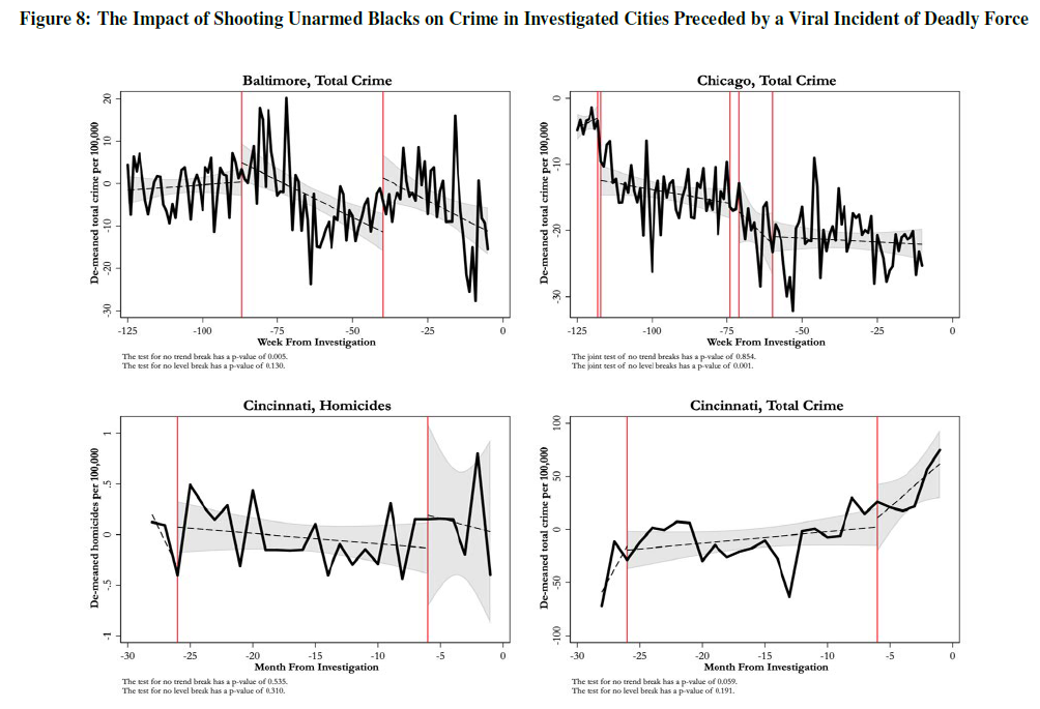 Figure 8: The Impact of Shooting Unarmed Blacks on Crime in Investigated Cities Preceded by a Viral Incident of Deadly Force
Baltimore, Total Crime
De-meaned total crime per 100,000
20
10
0
-10
-20
-30
-125 -100 -75 -50 -25 0
Week From Investigation
The test for no trend break has a p-value of 0.005.
The test for no level break has a p-value of 0.130.
Chicago, Total Crime
De-meaned total crime per 100,000
0
-10
-20
-30
-125 -100 -75 -50 -25 0
Week From Investigation
The joint test of no trend breaks has a p-value of 0.854.
The joint test of no level breaks has a p-value of 0.001.
Cincinnati, Homicides
De-meaned homicides per 100,000
1
.5
0
-.5
-1
-30 -25 -20 -15 -10 -5 0
Month From Investigation
The test for no trend break has a p-value of 0.535.
The test for no level break has a p-value of 0.310.
Cincinnati, Total Crime
De-meaned total crime per 100,000
100
50
0
-50
-100
-30 -25 -20 -15 -10 -5 0
Month From Investigation
The test for no trend break has a p-value of 0.059.
The test for no level break has a p-value of 0.191.